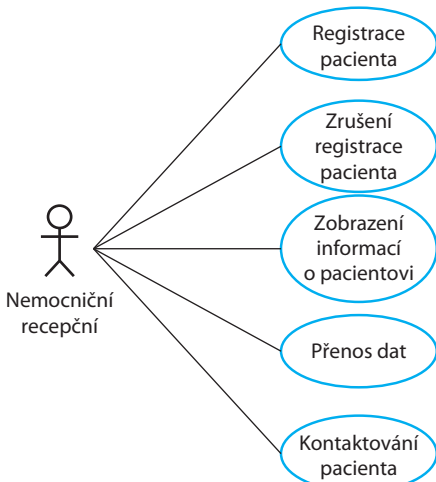 Registrace
pacienta
Zrušení
registrace
pacienta
Zobrazení
informací
o pacientovi
Nemocniční
recepční
Přenos dat
Kontaktování
pacienta